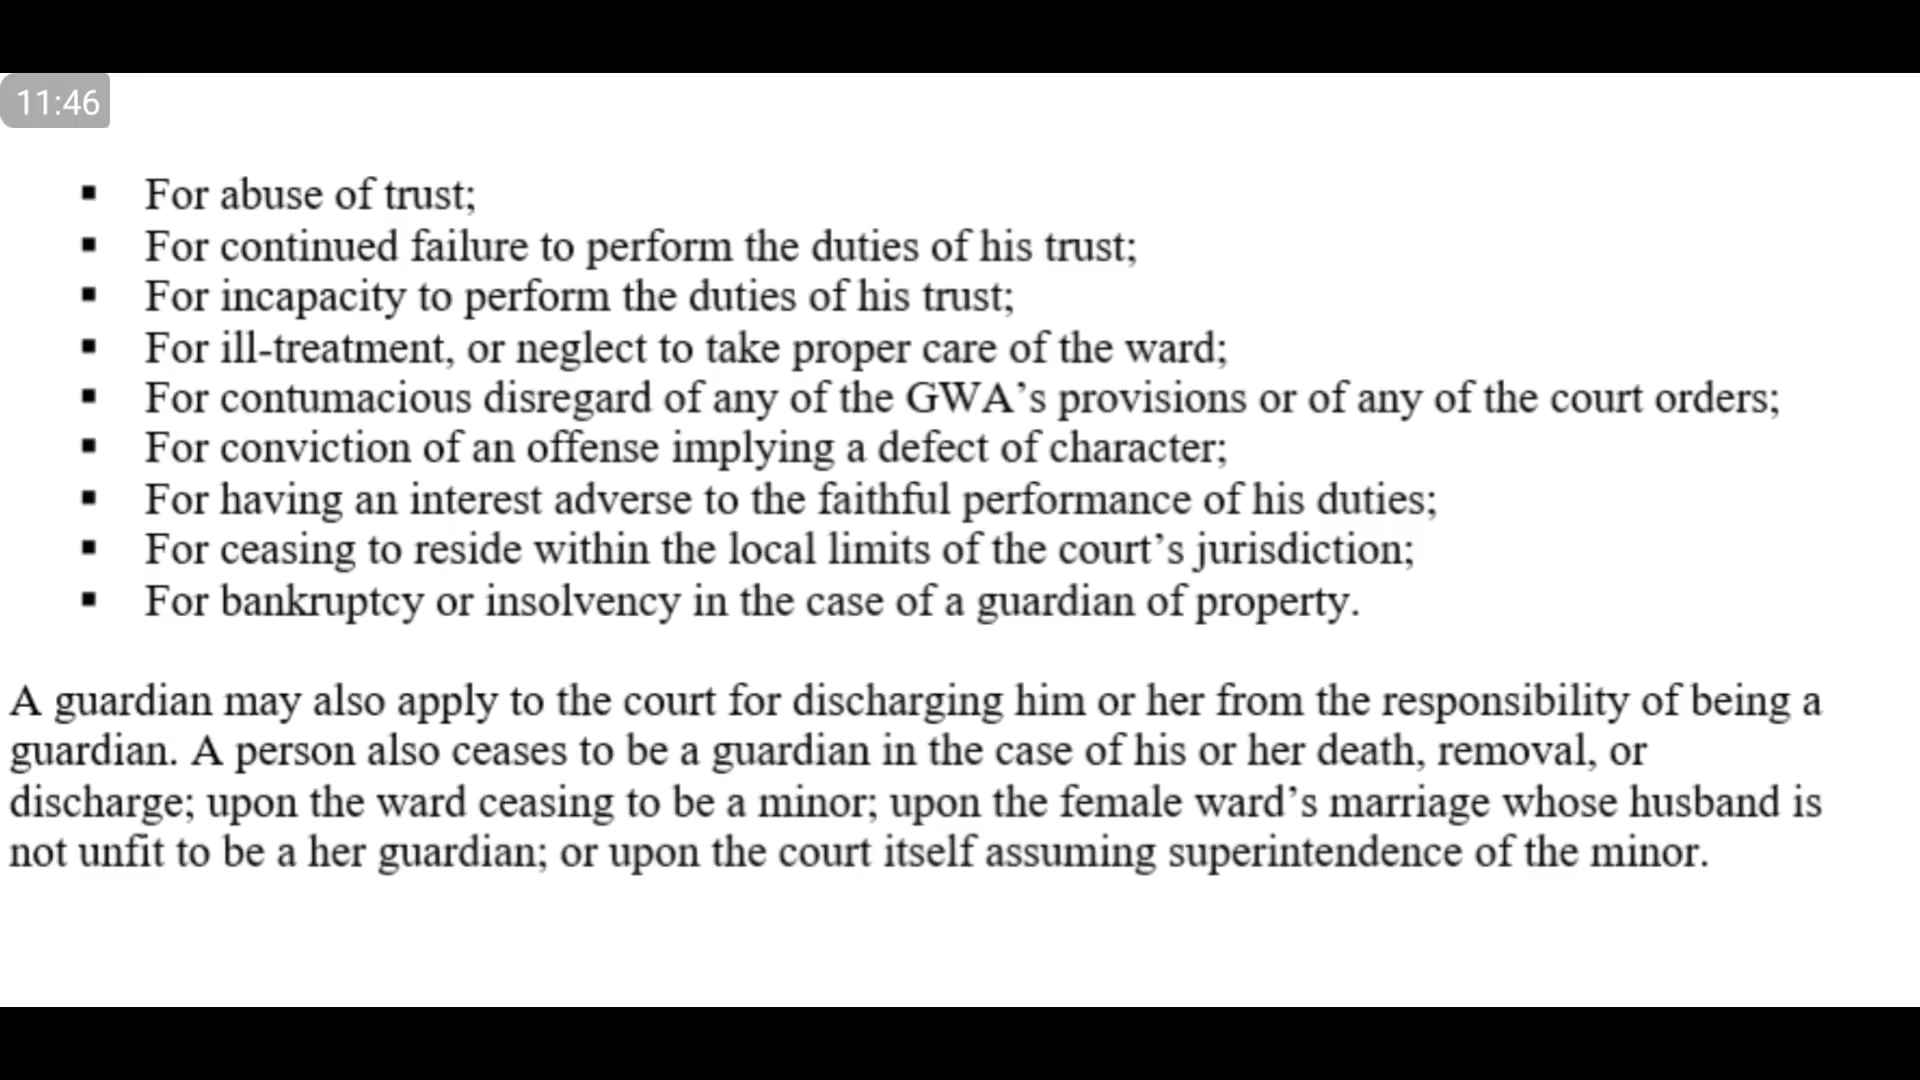 11:46
▪ For abuse of trust;
▪ For continued failure to perform the duties of his trust;
▪ For incapacity to perform the duties of his trust;
▪ For ill-treatment, or neglect to take proper care of the ward;
▪ For contumacious disregard of any of the GWA’s provisions or of any of the court orders;
▪ For conviction of an offense implying a defect of character;
▪ For having an interest adverse to the faithful performance of his duties;
▪ For ceasing to reside within the local limits of the court’s jurisdiction;
▪ For bankruptcy or insolvency in the case of a guardian of property.
A guardian may also apply to the court for discharging him or her from the responsibility of being a
guardian. A person also ceases to be a guardian in the case of his or her death, removal, or
discharge; upon the ward ceasing to be a minor; upon the female ward’s marriage whose husband is
not unfit to be a her guardian; or upon the court itself assuming superintendence of the minor.